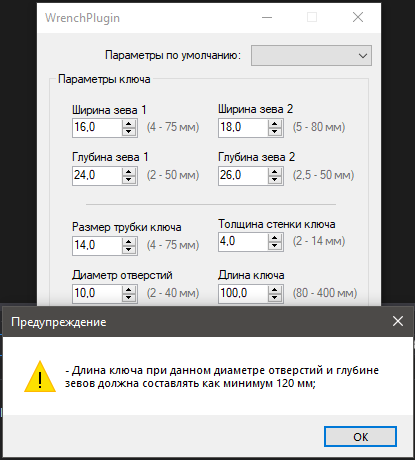 WrenchPlugin
Параметры по умолчанию:
Параметры ключа
Ширина зева 1 Ширина зева 2
16,0 (4 - 75 мм) 18,0 (5 - 80 мм)
Глубина зева 1 Глубина зева 2
24,0 (2 - 50 мм) 26,0 (2,5 - 50 мм)
Размер трубки ключа Толщина стенки ключа
14,0 (4 - 75 мм) 4,0 (2 - 14 мм)
Диаметр отверстий Длина ключа
10,0 (2 - 40 мм) 100,0 (80 - 400 мм)
Предупреждение
- Длина ключа при данном диаметре отверстий и глубине
зевов должна составлять как минимум 120 мм;
OK